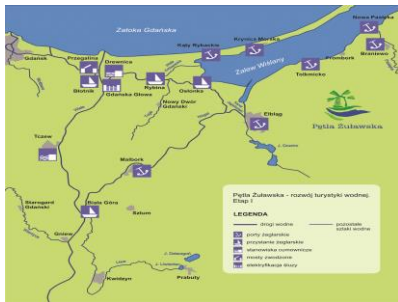 Zatoka Gdańska
Nowa Pasłęka
Krynica Morska
Kąty Rybackie
Frombork
Braniewo
Gdańsk
Przegalina
Drewnica
Zalew Wiślany
Tolkmicko
Błotnik
Gdańska Głowa
Rybina
Osłonka
Nowy Dwór
Gdański
Elbląg
Pętla Żuławska
Tczew
Malbork
J. Drużno
Starogard
Gdański
Biała Góra
Sztum
Gniew
Kwidzyn
Prabuty
Pętla Żuławska - rozwój turystyki wodnej.
Etap I
LEGENDA
drogi wodne
pozostałe
szlaki wodne
porty żeglarskie
przystanie żeglarskie
stanowiska cumownicze
mosty zwodzone
elektryfikacja śluzy